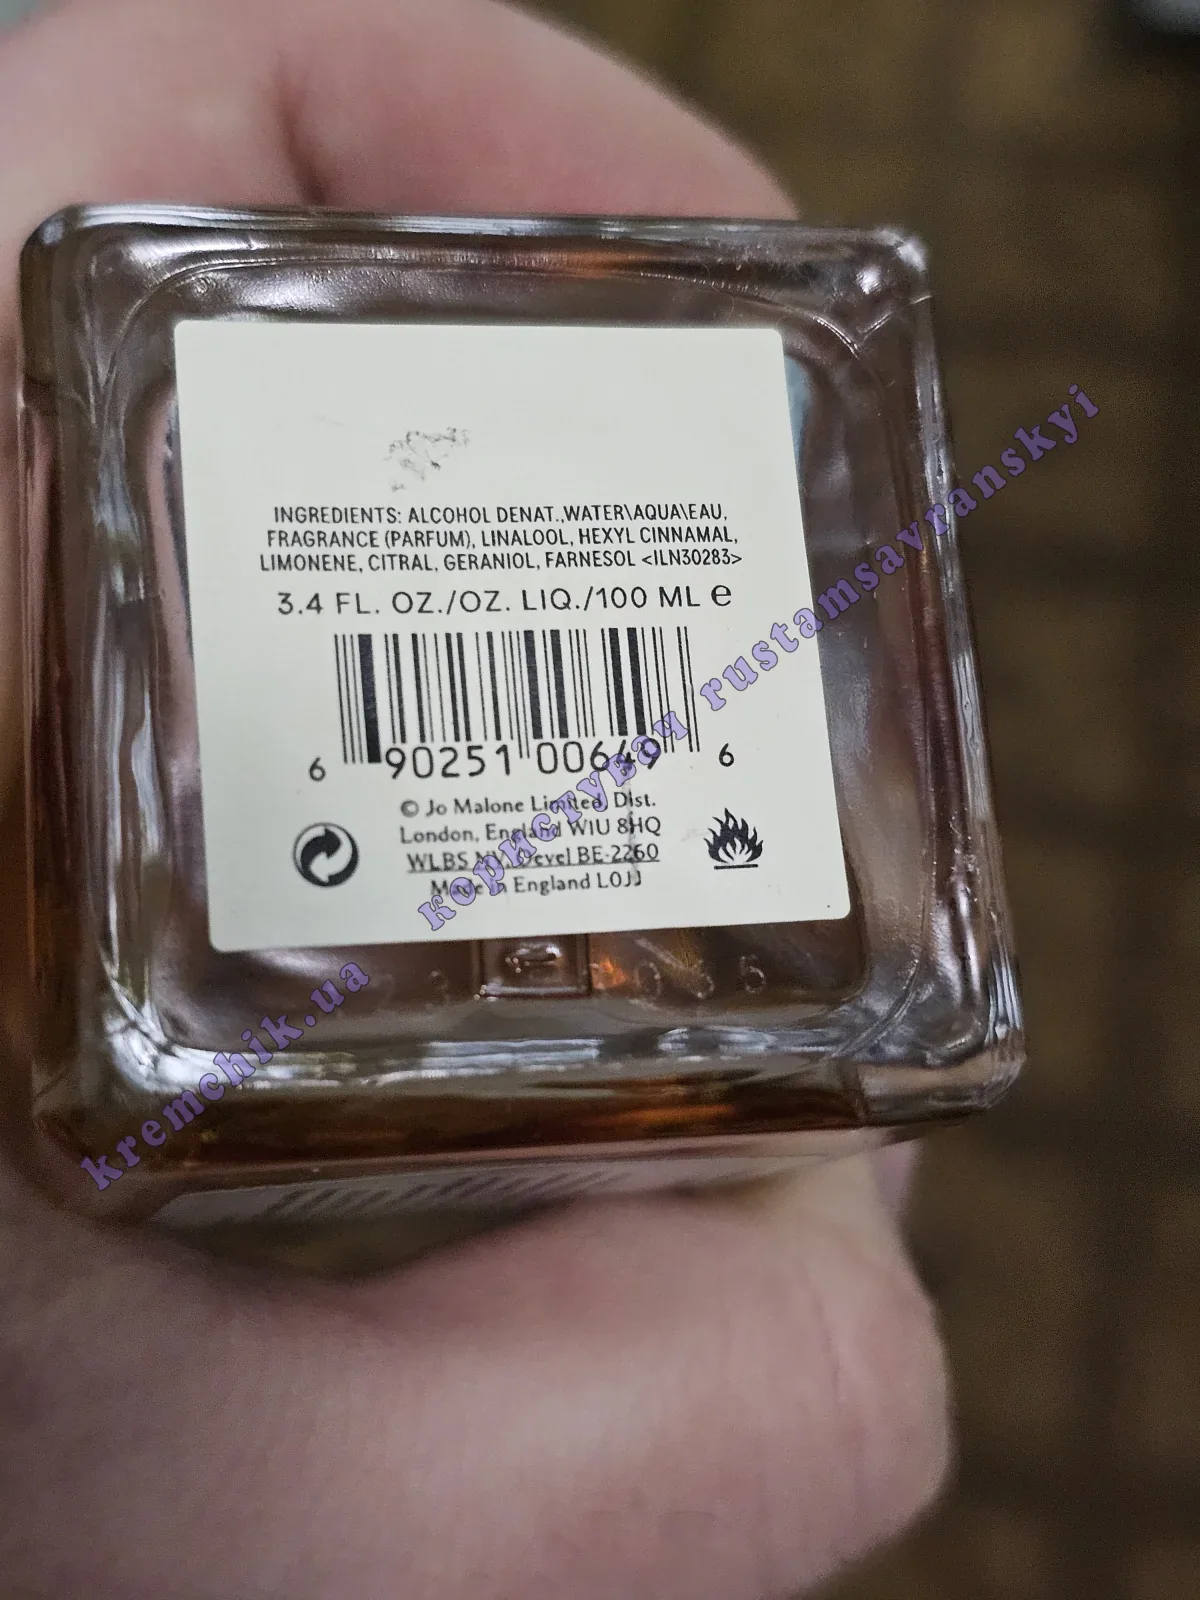 INGREDIENTS: ALCOHOL DENAT.,WATER\AQUA\EAU,
FRAGRANCE (PARFUM), LINALOOL, HEXYL CINNAMAL,
LIMONENE, CITRAL, GERANIOL, FARNESOL <ILN30283>
3.4 FL. OZ./OZ. LIQ./100 ML e
6 90251 00649 6
© Jo Malone Limited, Dist.
London, England W1U 8HQ
WLBS NV, Oevel BE-2260
Made in England L0JJ
kremchik.ua користувач rustamsavranskyi